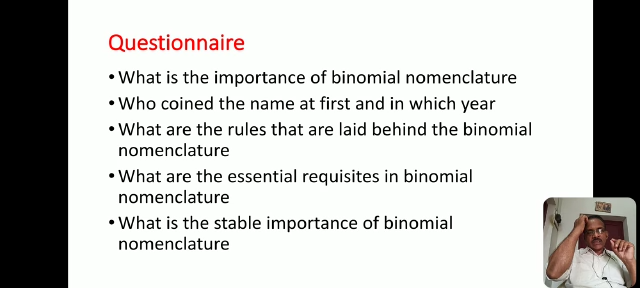 Questionnaire
• What is the importance of binomial nomenclature
• Who coined the name at first and in which year
• What are the rules that are laid behind the binomial
nomenclature
• What are the essential requisites in binomial
nomenclature
• What is the stable importance of binomial
nomenclature